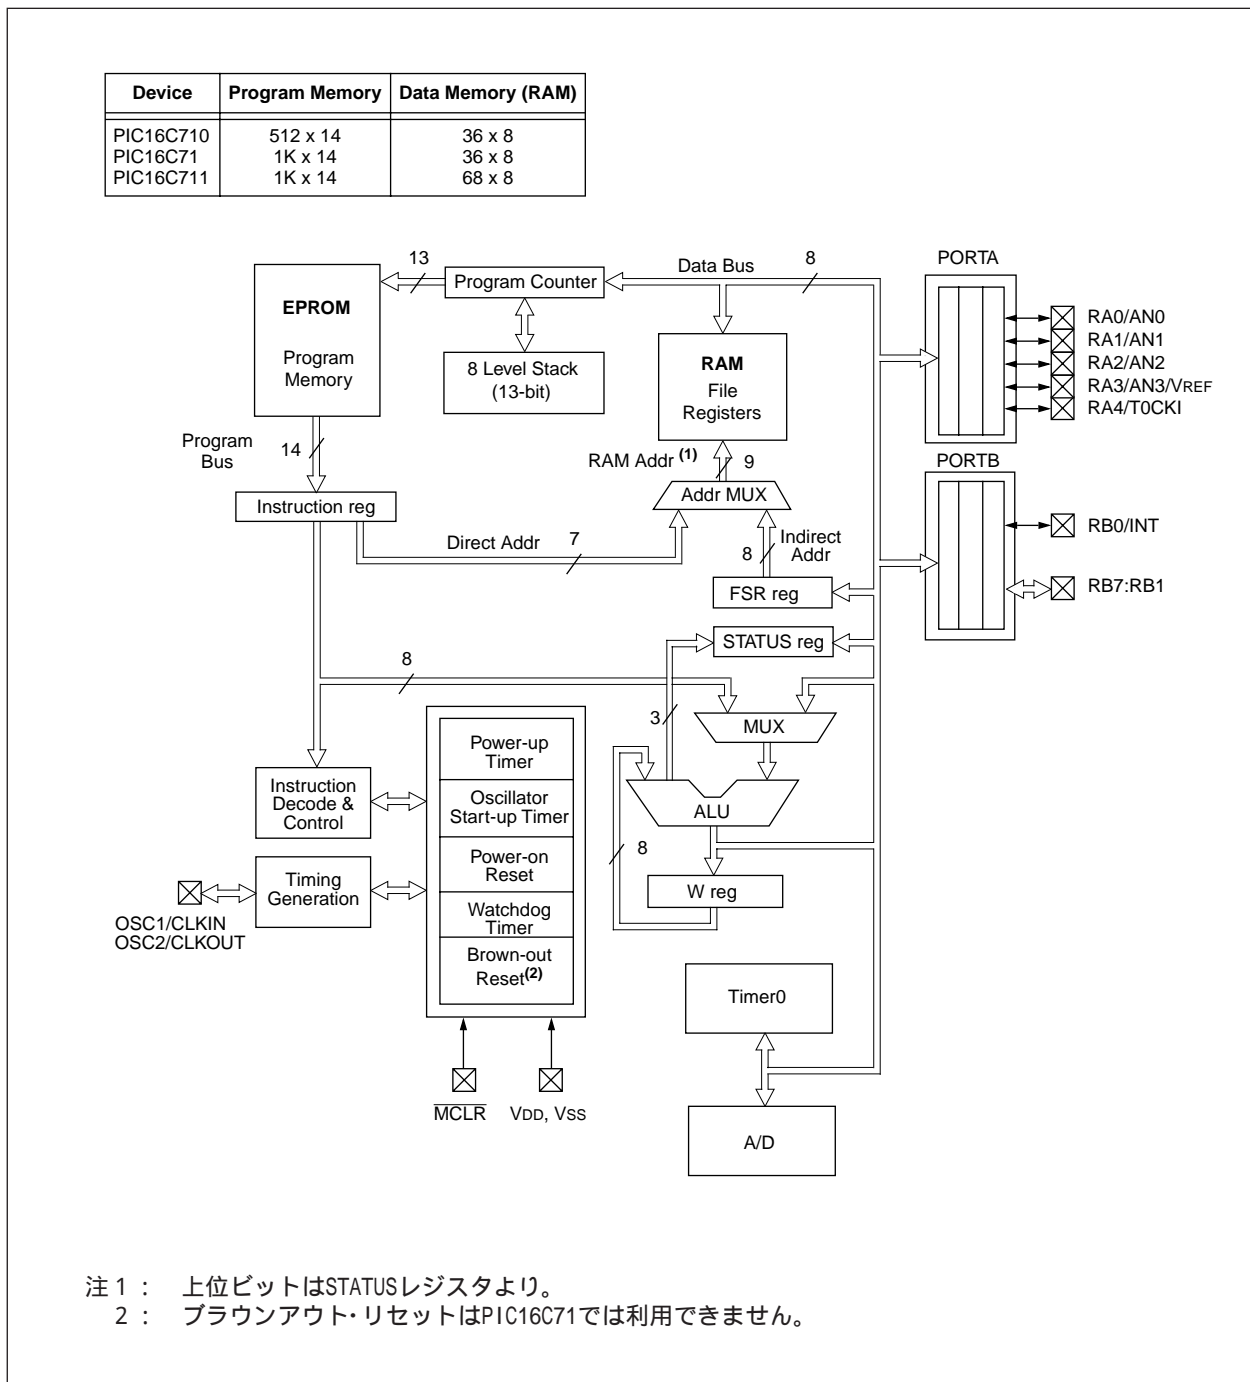 Device Program Memory Data Memory (RAM)
PIC16C710 512 x 14 36 x 8
PIC16C71 1K x 14 36 x 8
PIC16C711 1K x 14 68 x 8
EPROM
Program
Memory
13
Program Counter
8 Level Stack
(13-bit)
Data Bus
8
RAM
File
Registers
PORTA
RA0/AN0
RA1/AN1
RA2/AN2
RA3/AN3/VREF
RA4/T0CKI
Program
Bus
14
RAM Addr (1)
9
Addr MUX
Instruction reg
Direct Addr
7
8
Indirect
Addr
FSR reg
STATUS reg
PORTB
RB0/INT
RB7:RB1
8
3
MUX
ALU
8
W reg
Power-up
Timer
Oscillator
Start-up Timer
Power-on
Reset
Watchdog
Timer
Brown-out
Reset(2)
Instruction
Decode &
Control
Timing
Generation
OSC1/CLKIN
OSC2/CLKOUT
MCLR
VDD, VSS
Timer0
A/D
注1： 上位ビットはSTATUSレジスタより。
2： ブラウンアウト・リセットはPIC16C71では利用できません。